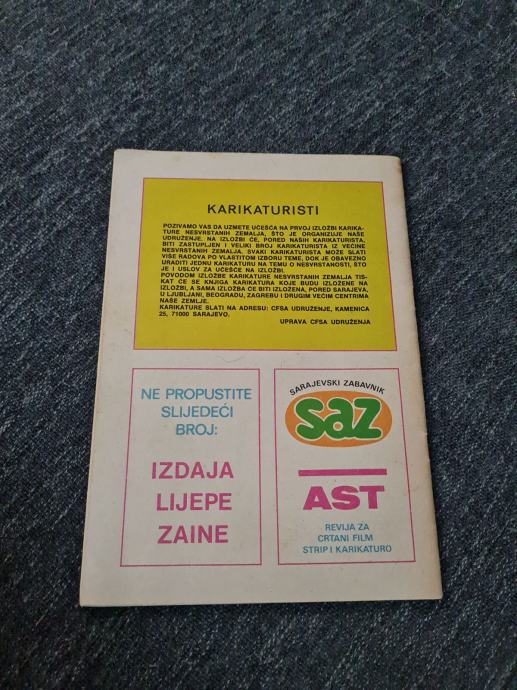 KARIKATURISTI
POZIVAMO VAS DA UZMETE UČEŠĆA NA PRVOJ IZLOŽBI KARIKA-
TURE NESVRSTANIH ZEMALJA, ŠTO JE ORGANIZUJE NAŠE
UDRUŽENJE. NA IZLOŽBI ĆE, PORED NAŠIH KARIKATURISTA,
BITI ZASTUPLJEN I VELIKI BROJ KARIKATURISTA IZ VEĆINE
NESVRSTANIH ZEMALJA. SVAKI KARIKATURISTA MOŽE SLATI
VIŠE RADOVA PO VLASTITOM IZBORU TEME, DOK JE OBAVEZNO
URADITI JEDNU KARIKATURU NA TEMU O NESVRSTANOSTI, ŠTO
JE I USLOV ZA UČEŠĆE NA IZLOŽBI.
POVODOM IZLOŽBE KARIKATURE NESVRSTANIH ZEMALJA TIS-
KAT ĆE SE KNJIGA KARIKATURA KOJE BUDU IZLOŽENE NA
IZLOŽBI, A SAMA IZLOŽBA ĆE BITI IZLOŽENA, PORED SARAJEVA,
U LJUBLJANI, BEOGRADU, ZAGREBU I DRUGIM VEĆIM CENTRIMA
NAŠE ZEMLJE.
KARIKATURE SLATI NA ADRESU: CFSA UDRUŽENJE, KAMENICA
25, 71000 SARAJEVO.
UPRAVA CFSA UDRUŽENJA
NE PROPUSTITE
SLIJEDEĆI
BROJ:
IZDAJA
LIJEPE
ZAINE
SARAJEVSKI ZABAVNIK
saz
AST
REVIJA ZA
CRTANI FILM
STRIP I KARIKATURO